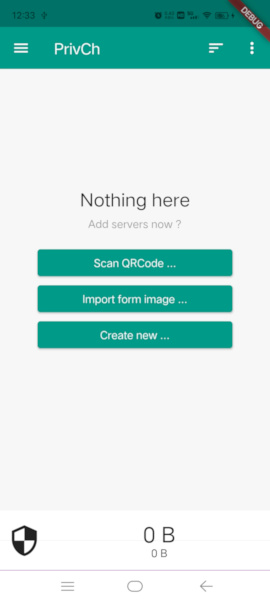 12:33
DEBUG
PrivCh
Nothing here
Add servers now ?
Scan QRCode ...
Import form image ...
Create new ...
0 B
0 B